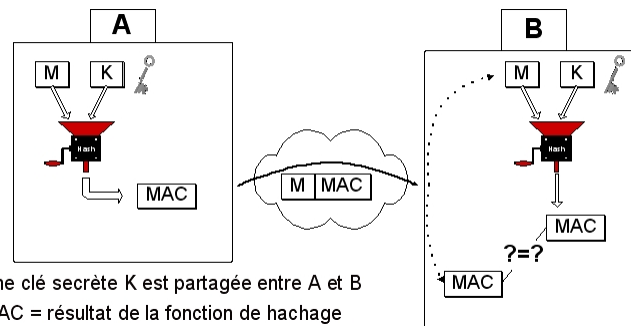 A
B
M K
M K
Hash
Hash
MAC
M MAC
MAC
?=?
MAC
ne clé secrète K est partagée entre A et B
AC = résultat de la fonction de hachage